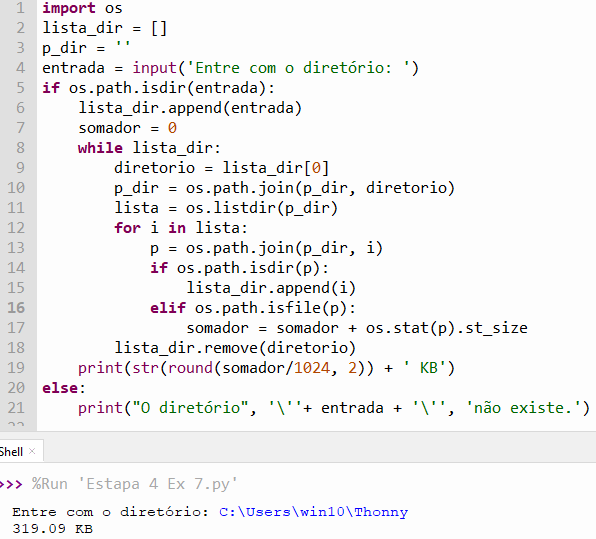 1 import os
2 lista_dir = []
3 p_dir = ''
4 entrada = input('Entre com o diretório: ')
5 if os.path.isdir(entrada):
6     lista_dir.append(entrada)
7     somador = 0
8     while lista_dir:
9         diretorio = lista_dir[0]
10         p_dir = os.path.join(p_dir, diretorio)
11         lista = os.listdir(p_dir)
12         for i in lista:
13             p = os.path.join(p_dir, i)
14             if os.path.isdir(p):
15                 lista_dir.append(i)
16             elif os.path.isfile(p):
17                 somador = somador + os.stat(p).st_size
18         lista_dir.remove(diretorio)
19     print(str(round(somador/1024, 2)) + ' KB')
20 else:
21     print("O diretório", '\''+ entrada + '\'', 'não existe.')
Shell ×
>>> %Run 'Estapa 4 Ex 7.py'
Entre com o diretório: C:\Users\win10\Thonny
319.09 KB